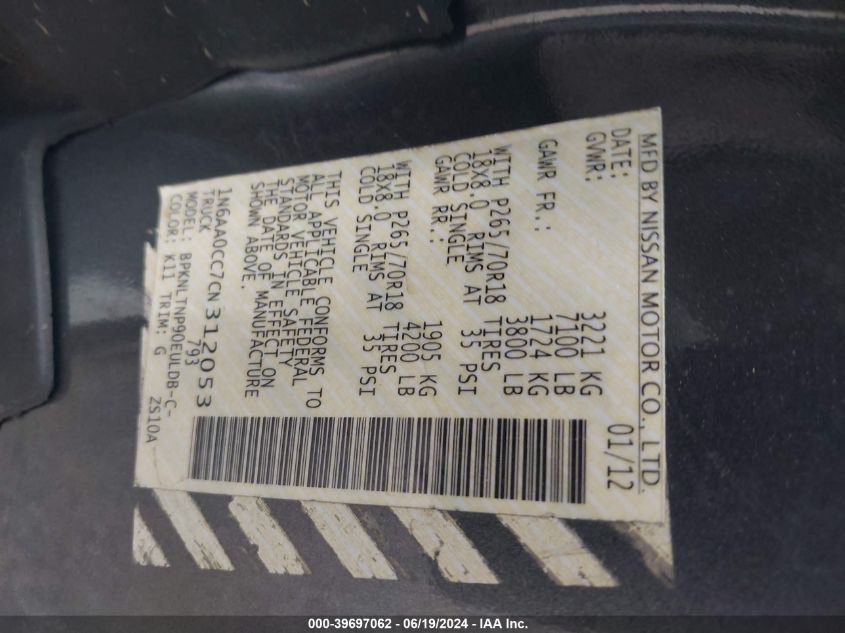 MFD BY NISSAN MOTOR CO., LTD.
DATE: 01/12
GVWR: 3221 KG
7100 LB
GAWR FR.: 1724 KG
3800 LB
WITH P265/70R18 TIRES
18X8.0 RIMS AT 35 PSI
COLD SINGLE
GAWR RR.: 1905 KG
4200 LB
WITH P265/70R18 TIRES
18X8.0 RIMS AT 35 PSI
COLD SINGLE
THIS VEHICLE CONFORMS TO
ALL APPLICABLE FEDERAL
MOTOR VEHICLE SAFETY
STANDARDS IN EFFECT ON
THE DATE OF MANUFACTURE
SHOWN ABOVE.
1N6AA0CC7CN312053
TRUCK 793
MODEL: BPKNLTNP90EULDB-C-
COLOR: K11 TRIM: G ZS10A
000-39697062 - 06/19/2024 - IAA Inc.